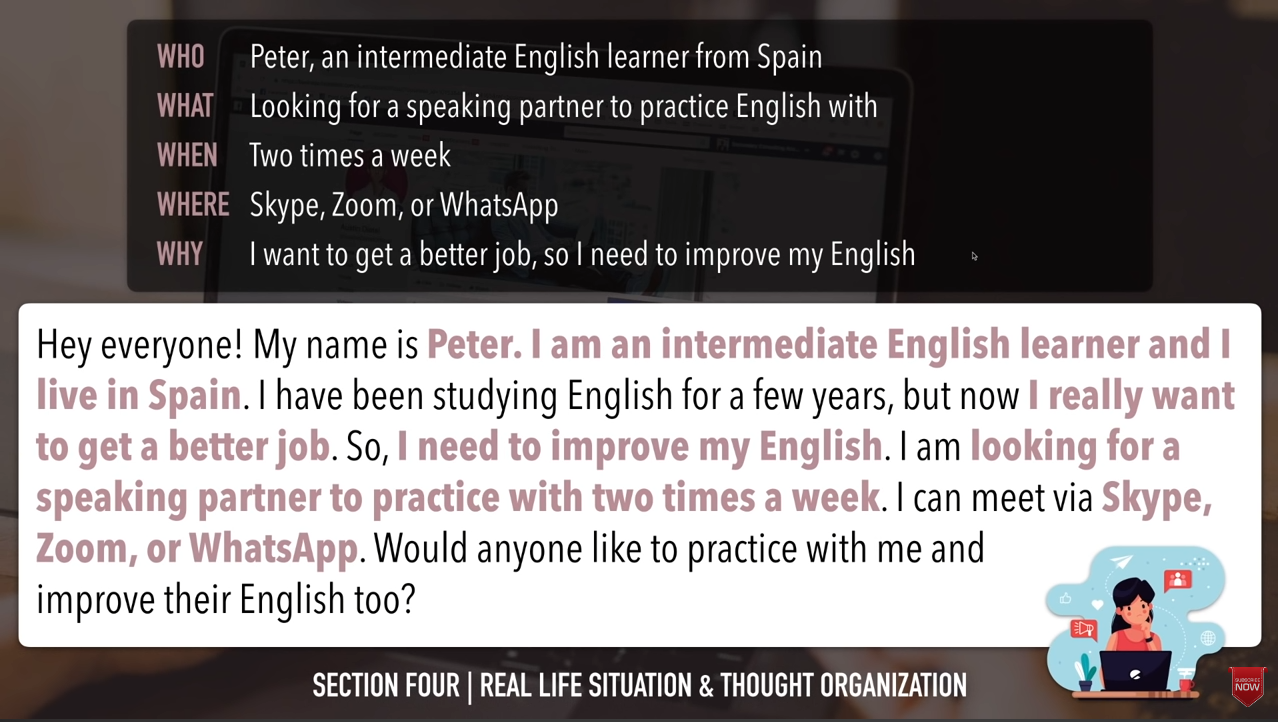 WHO Peter, an intermediate English learner from Spain
WHAT Looking for a speaking partner to practice English with
WHEN Two times a week
WHERE Skype, Zoom, or WhatsApp
WHY I want to get a better job, so I need to improve my English
Hey everyone! My name is Peter. I am an intermediate English learner and I
live in Spain. I have been studying English for a few years, but now I really want
to get a better job. So, I need to improve my English. I am looking for a
speaking partner to practice with two times a week. I can meet via Skype,
Zoom, or WhatsApp. Would anyone like to practice with me and
improve their English too?
SECTION FOUR | REAL LIFE SITUATION & THOUGHT ORGANIZATION
SUBSCRIBE
NOW